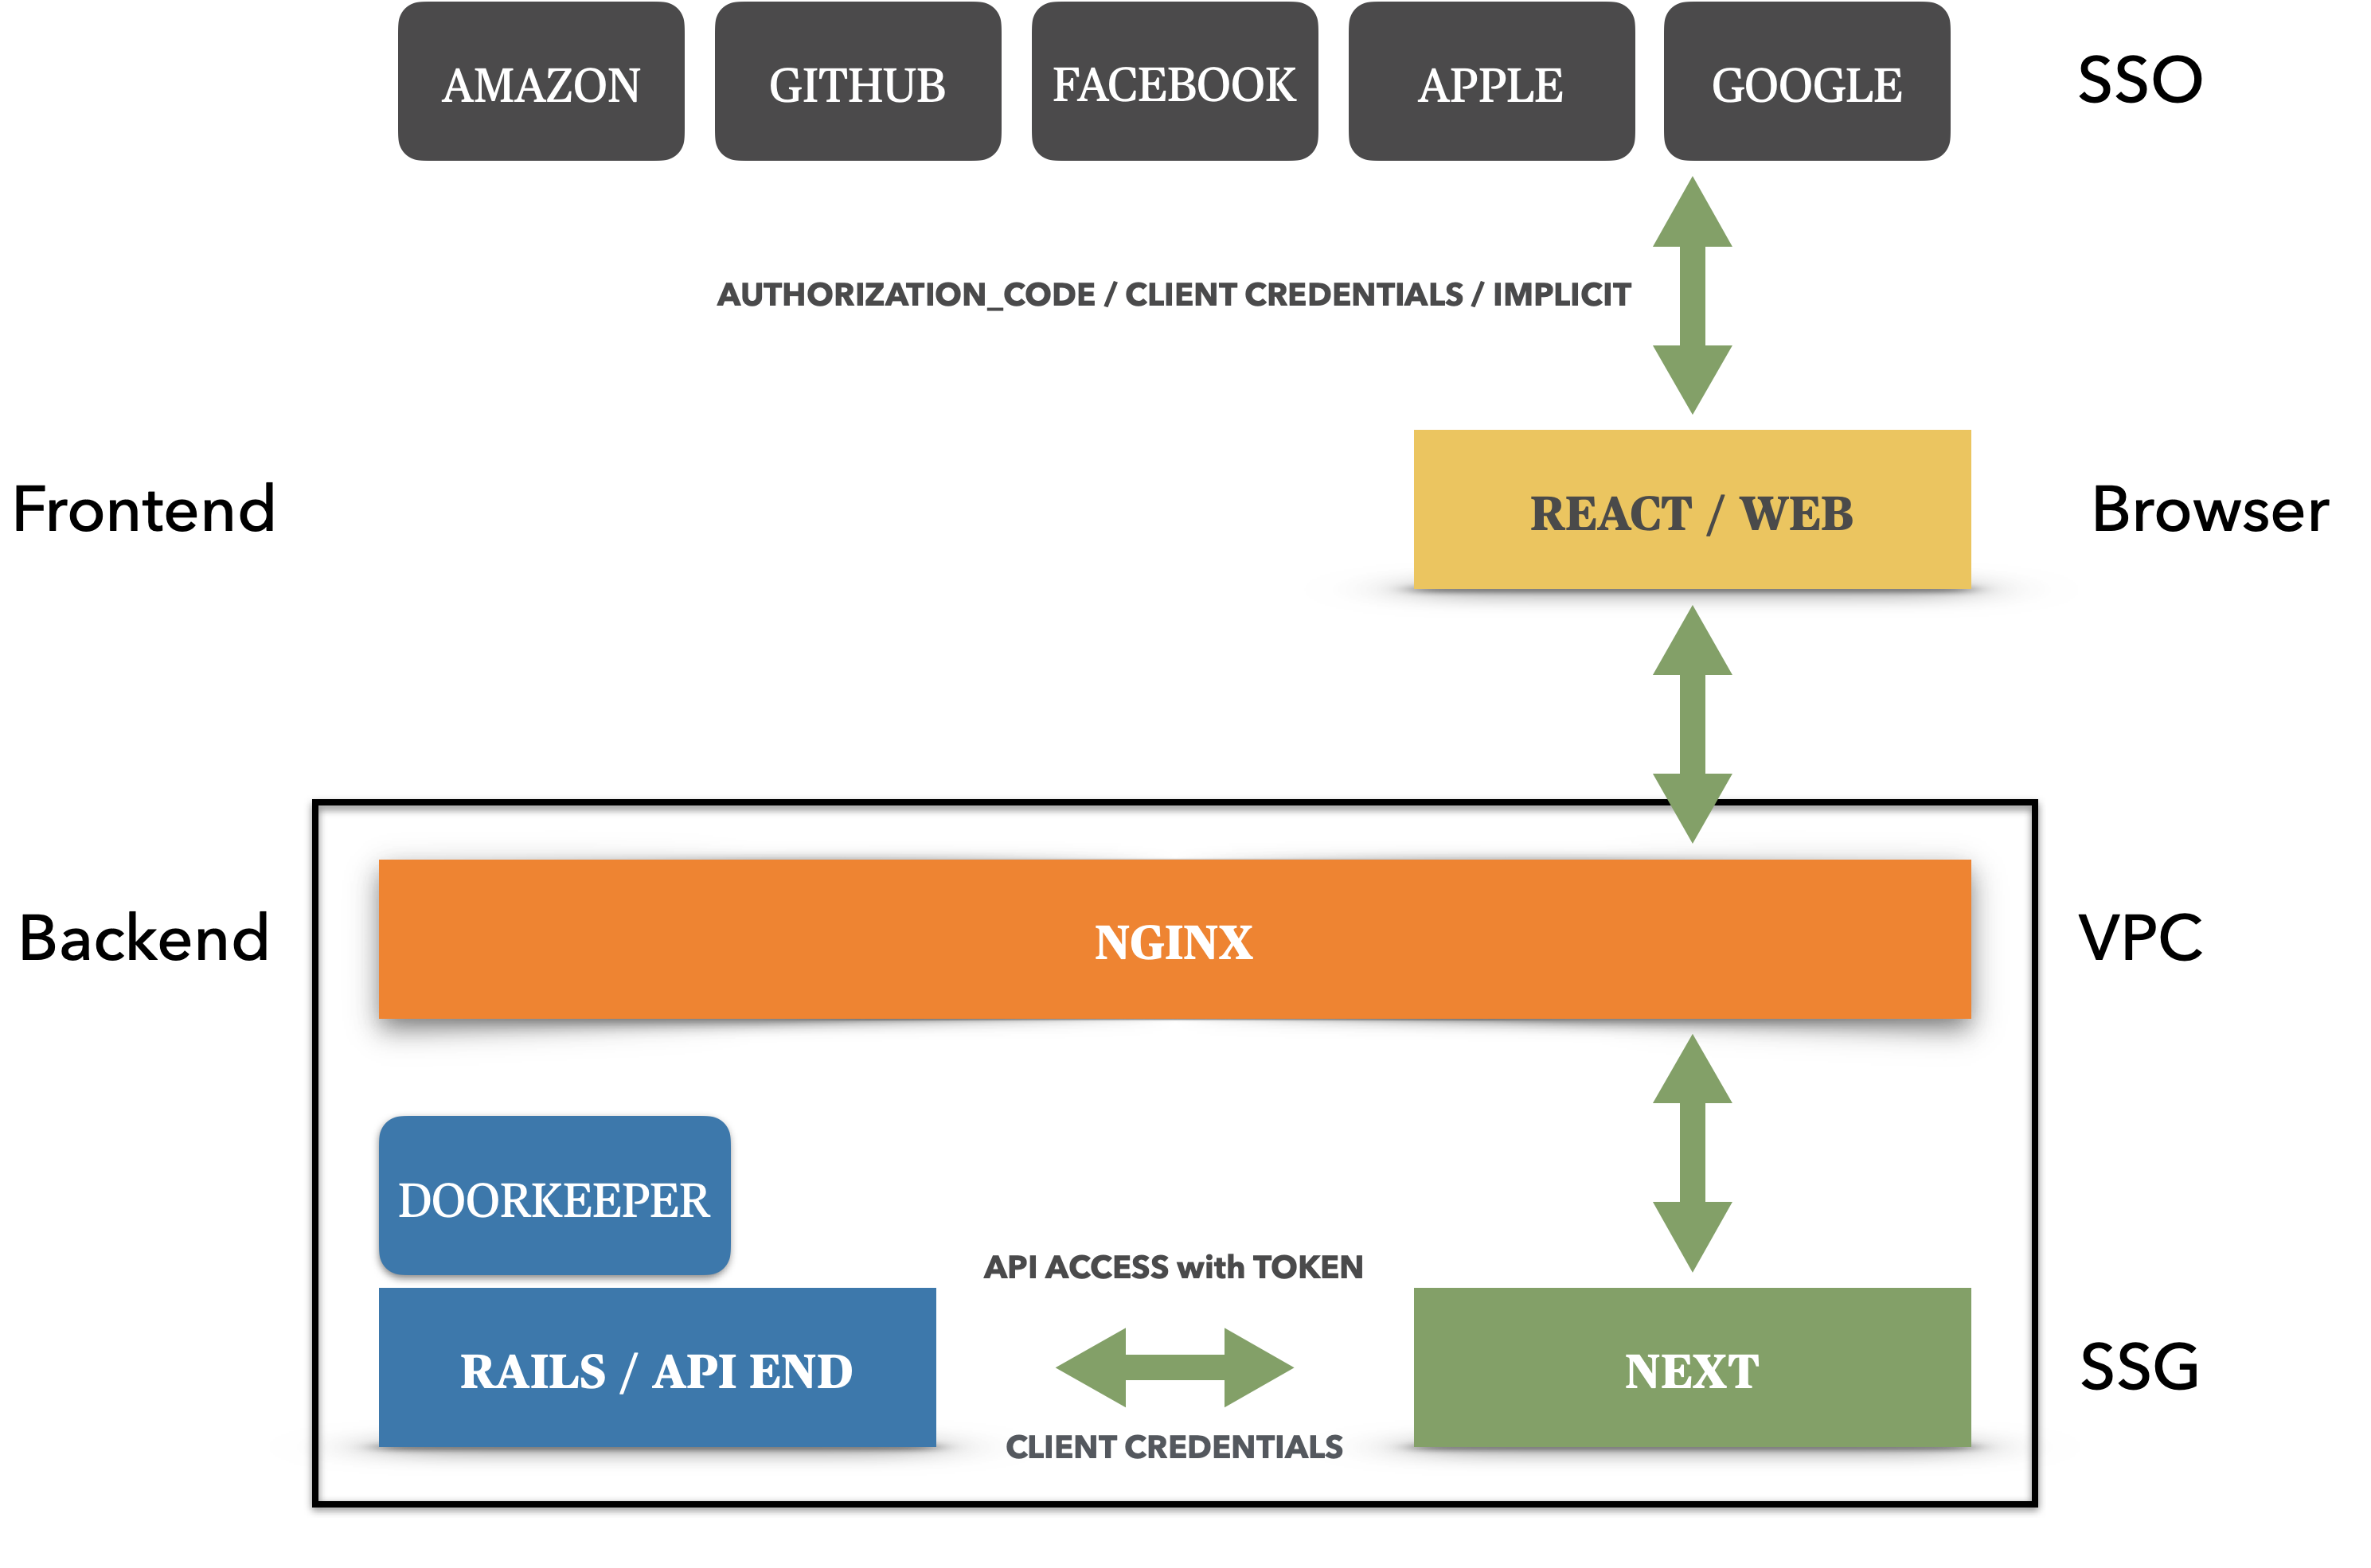 AMAZON
GITHUB
FACEBOOK
APPLE
GOOGLE
SSO
AUTHORIZATION_CODE / CLIENT CREDENTIALS / IMPLICIT
Frontend
REACT / WEB
Browser
Backend
NGINX
VPC
DOORKEEPER
API ACCESS with TOKEN
RAILS / API END
NEXT
SSG
CLIENT CREDENTIALS